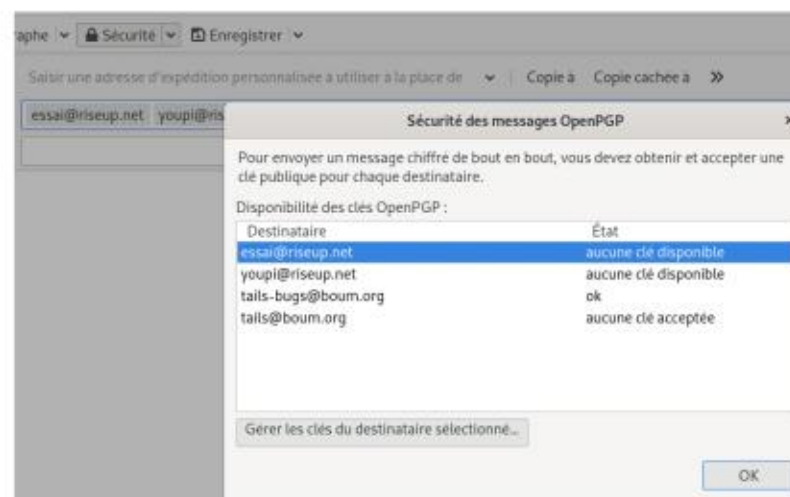 aphe Sécurité Enregistrer
Saisir une adresse d'expédition personnalisée à utiliser à la place de Copie à Copie cachée à »
essai@riseup.net youpi@ris
Sécurité des messages OpenPGP
Pour envoyer un message chiffré de bout en bout, vous devez obtenir et accepter une
clé publique pour chaque destinataire.
Disponibilité des clés OpenPGP :
Destinataire État
essai@riseup.net aucune clé disponible
youpi@riseup.net aucune clé disponible
tails-bugs@boum.org ok
tails@boum.org aucune clé acceptée
Gérer les clés du destinataire sélectionné...
OK